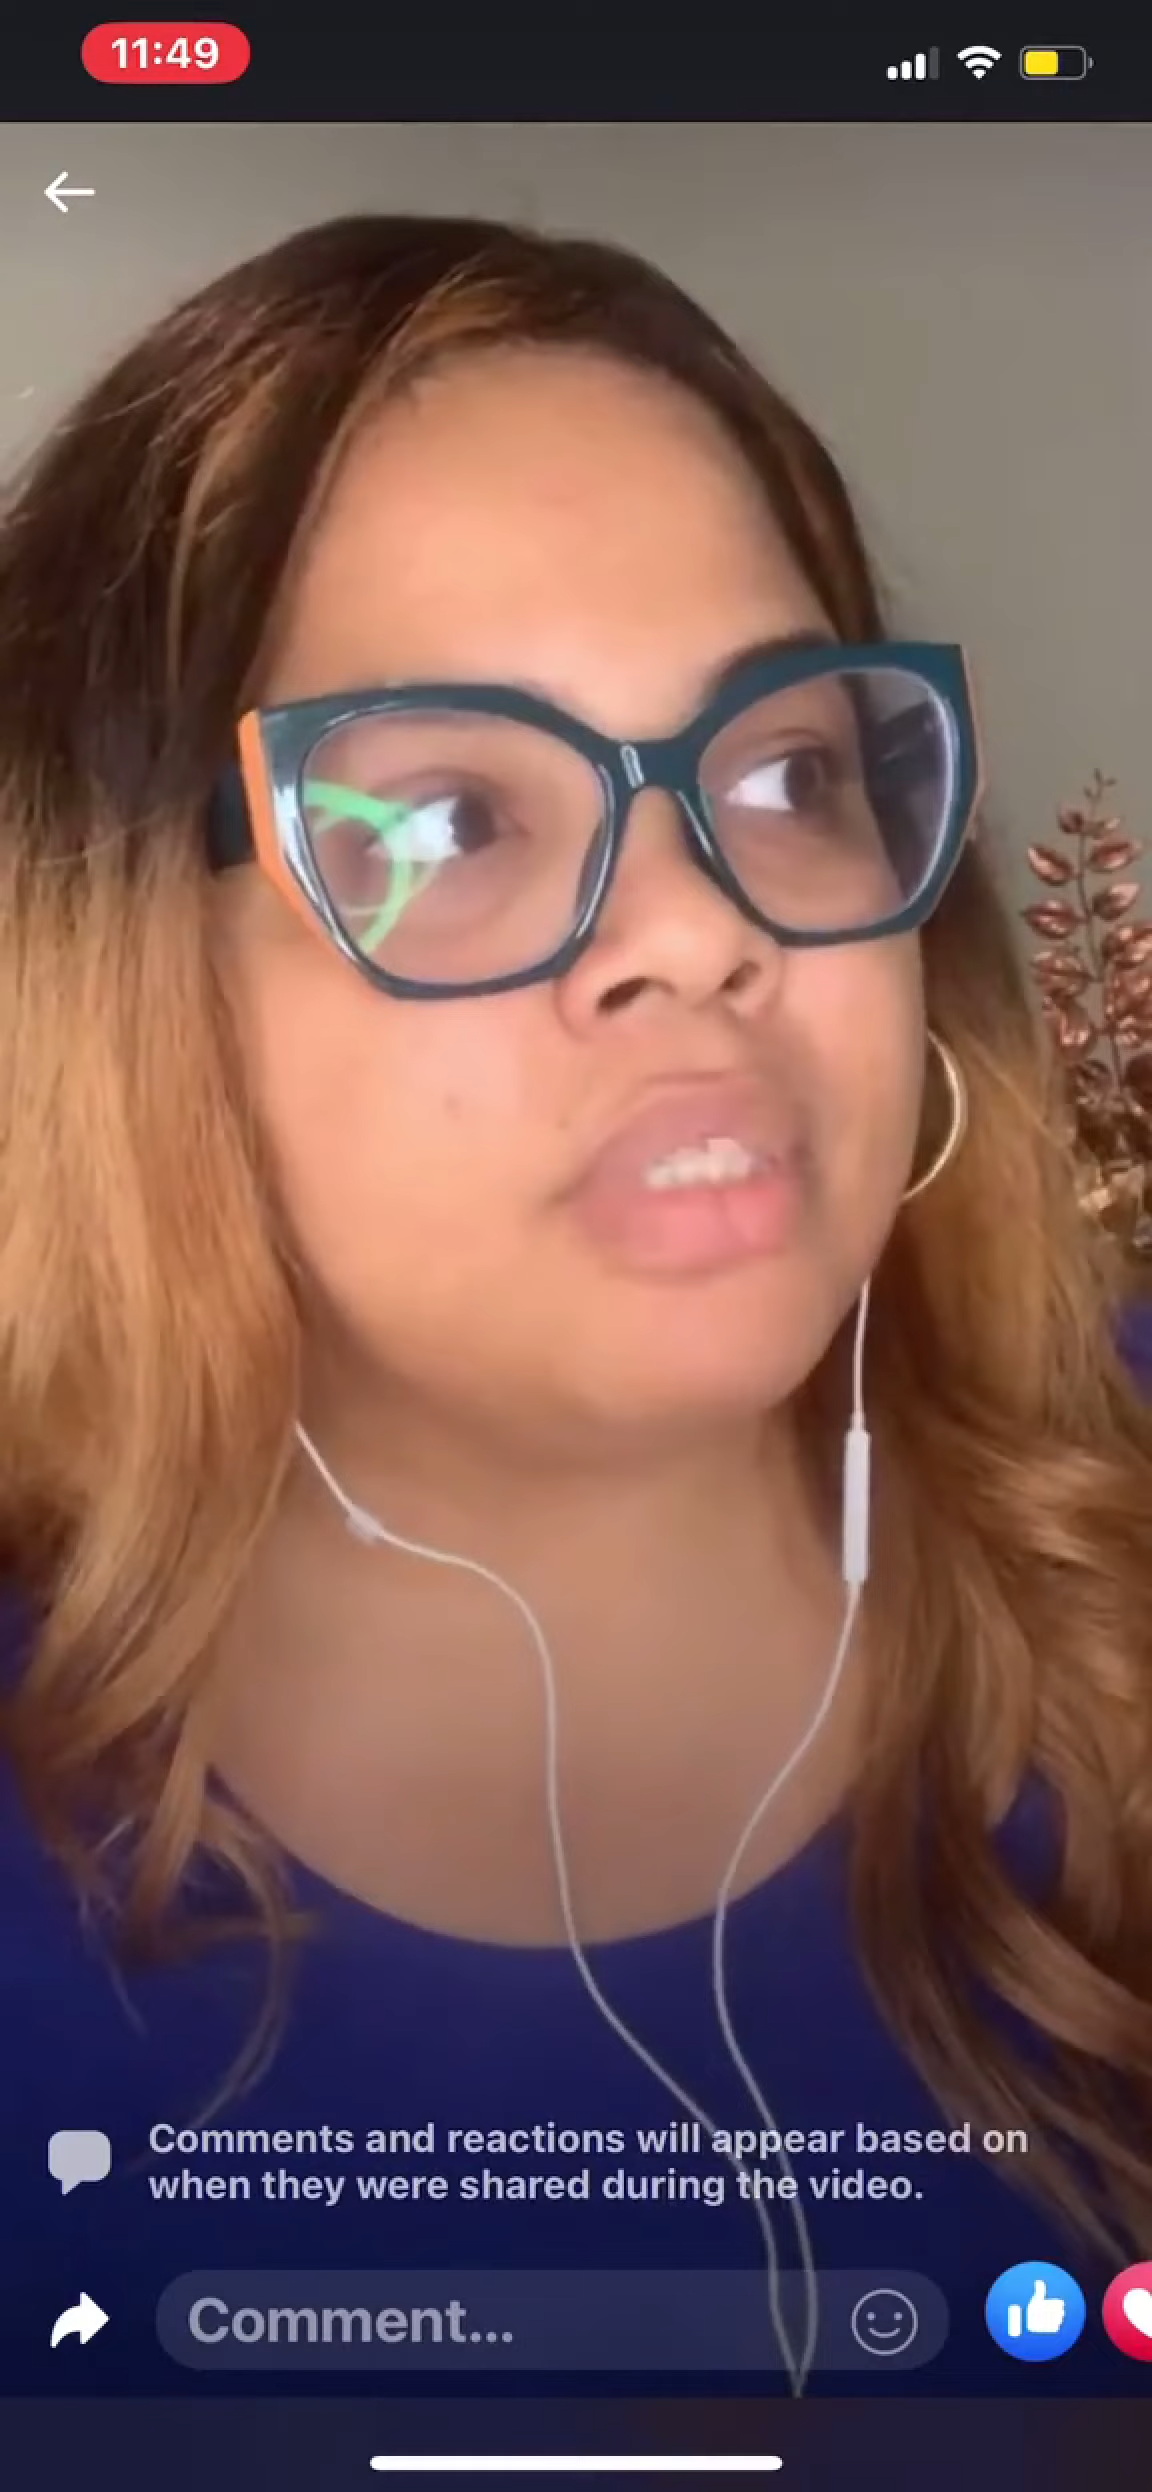 11:49
Comments and reactions will appear based on
when they were shared during the video.
Comment...